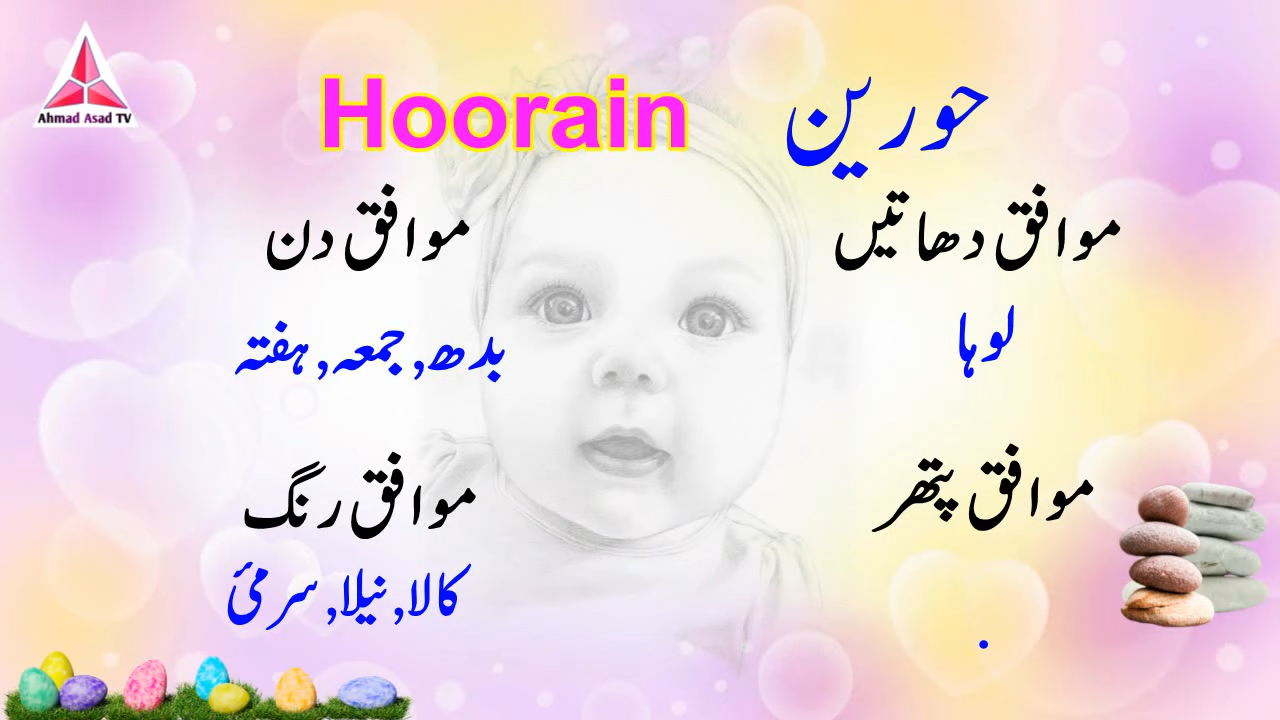 Ahmad Asad TV
Hoorain حورین
موافق دھاتیں
لوہا
موافق دن
بدھ, جمعہ, ہفتہ
موافق پتھر
.
موافق رنگ
کالا, نیلا, سرمئ